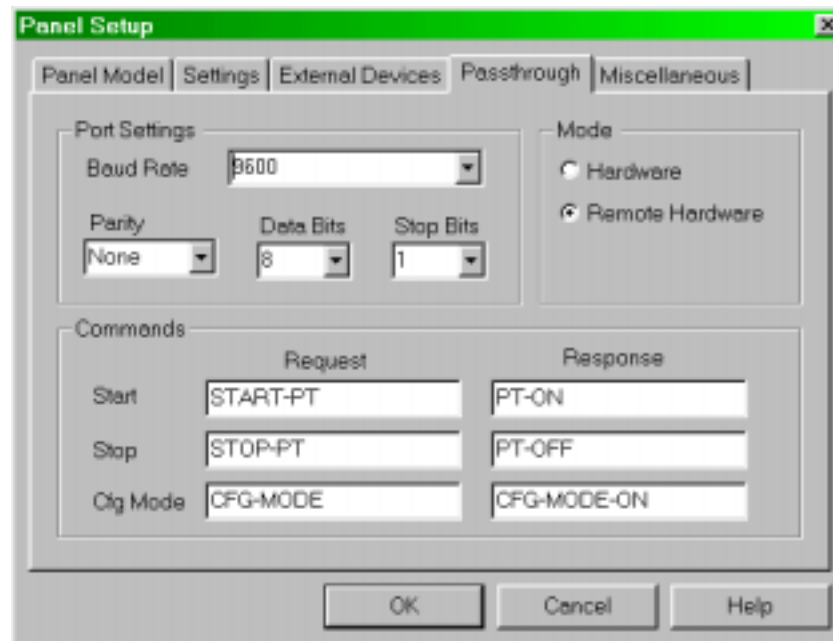 Panel Setup
Panel Model Settings External Devices Passthrough Miscellaneous
Port Settings
Baud Rate 9600
Parity Data Bits Stop Bits
None 8 1
Mode
Hardware
Remote Hardware
Commands
Request Response
Start START-PT PT-ON
Stop STOP-PT PT-OFF
Cfg Mode CFG-MODE CFG-MODE-ON
OK Cancel Help